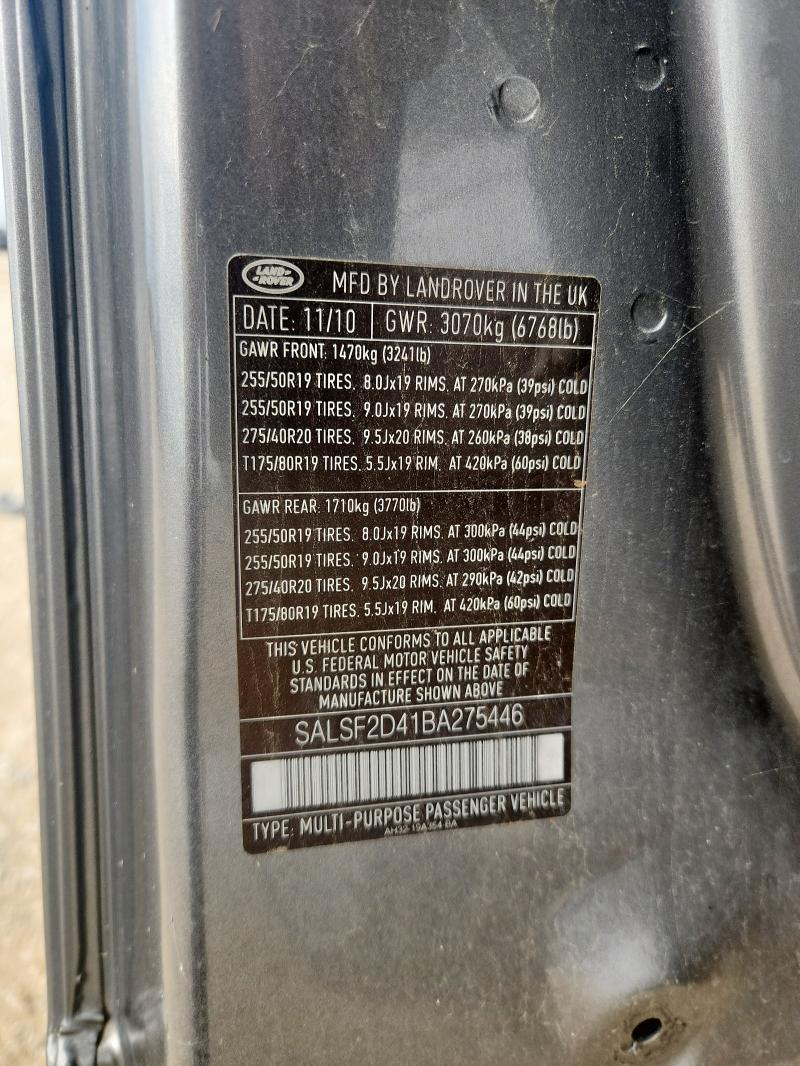 LAND-
-ROVER
MFD BY LANDROVER IN THE UK
DATE: 11/10 GWR: 3070kg (6768lb)
GAWR FRONT: 1470kg (3241lb)
255/50R19 TIRES, 8.0Jx19 RIMS, AT 270kPa (39psi) COLD
255/50R19 TIRES, 9.0Jx19 RIMS, AT 270kPa (39psi) COLD
275/40R20 TIRES, 9.5Jx20 RIMS, AT 260kPa (38psi) COLD
T175/80R19 TIRES, 5.5Jx19 RIM, AT 420kPa (60psi) COLD
GAWR REAR: 1710kg (3770lb)
255/50R19 TIRES, 8.0Jx19 RIMS, AT 300kPa (44psi) COLD
255/50R19 TIRES, 9.0Jx19 RIMS, AT 300kPa (44psi) COLD
275/40R20 TIRES, 9.5Jx20 RIMS, AT 290kPa (42psi) COLD
T175/80R19 TIRES, 5.5Jx19 RIM, AT 420kPa (60psi) COLD
THIS VEHICLE CONFORMS TO ALL APPLICABLE
U.S. FEDERAL MOTOR VEHICLE SAFETY
STANDARDS IN EFFECT ON THE DATE OF
MANUFACTURE SHOWN ABOVE
SALSF2D41BA275446
TYPE: MULTI-PURPOSE PASSENGER VEHICLE